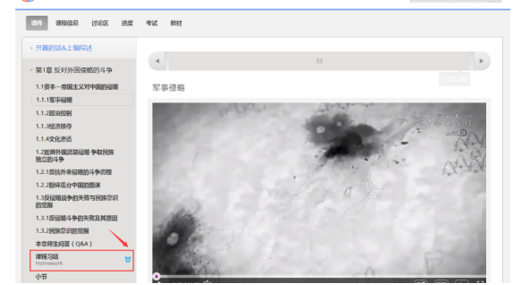 课件 课程信息 讨论区 进度 考试 教材
开篇的话&上编综述
第1章 反对外国侵略的斗争
军事侵略
1.1资本—帝国主义对中国的侵略
1.1.1军事侵略
1.1.2政治控制
1.1.3经济掠夺
1.1.4文化渗透
1.2抵御外国武装侵略 争取民族
独立的斗争
1.2.1反抗外来侵略的斗争历程
1.2.2粉碎瓜分中国的图谋
1.3反侵略战争的失败与民族意识
的觉醒
1.3.1反侵略斗争的失败及其原因
1.3.2民族意识的觉醒
本章师生问答（Q&A）
课程习题
Homework
小节